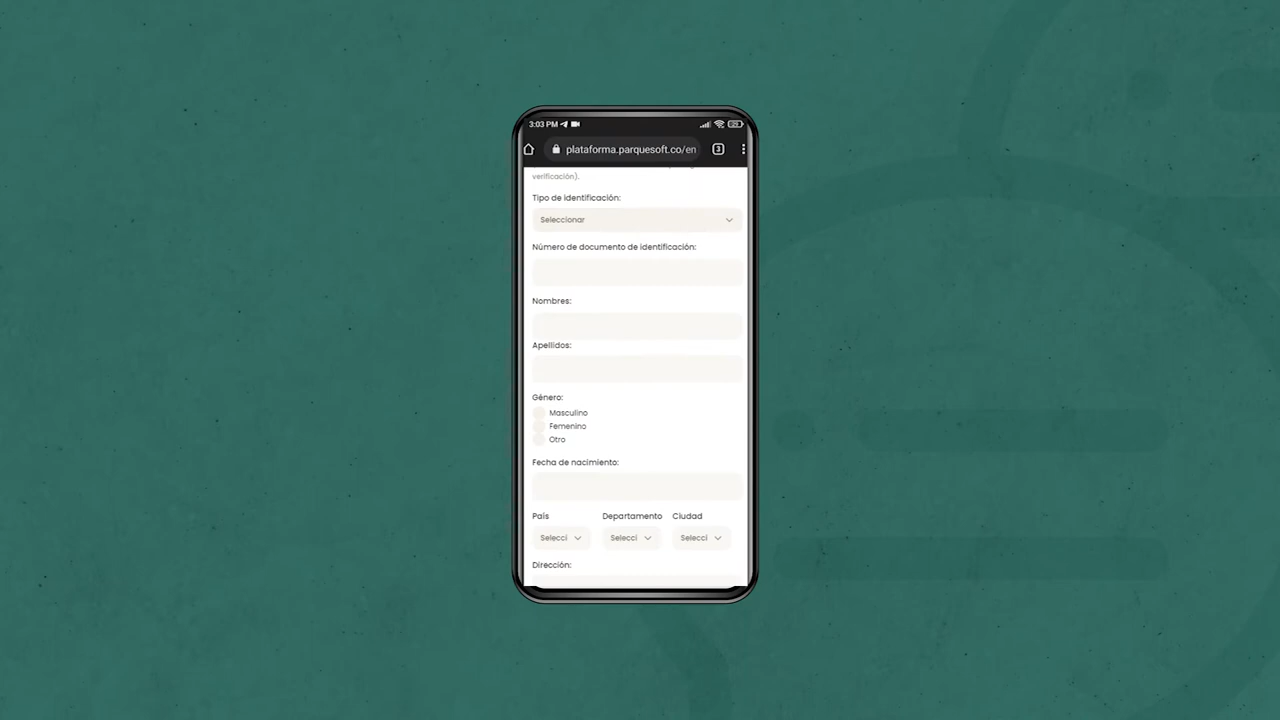 3:03 PM
plataforma.parquesoft.co/en
3
verificación).
Tipo de identificación:
Seleccionar
Número de documento de identificación:
Nombres:
Apellidos:
Género:
Masculino
Femenino
Otro
Fecha de nacimiento:
País Departamento Ciudad
Selecci Selecci Selecci
Dirección: